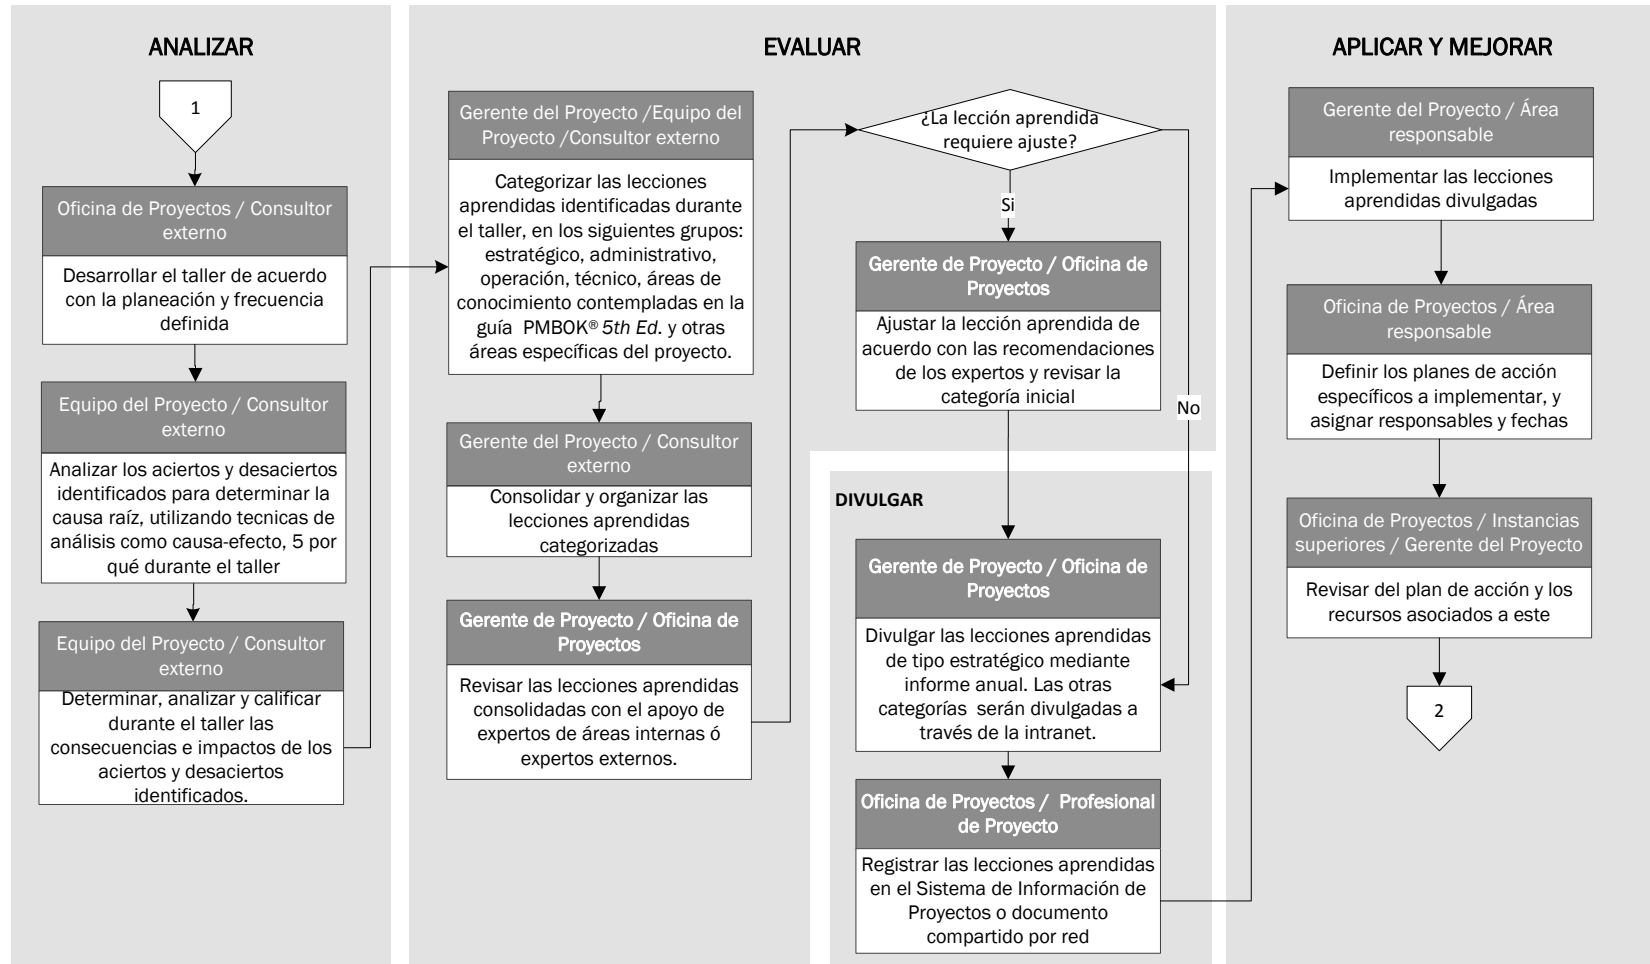 ANALIZAR
1
Oficina de Proyectos / Consultor
externo
Desarrollar el taller de acuerdo
con la planeación y frecuencia
definida
Equipo del Proyecto / Consultor
externo
Analizar los aciertos y desaciertos
identificados para determinar la
causa raíz, utilizando tecnicas de
análisis como causa-efecto, 5 por
qué durante el taller
Equipo del Proyecto / Consultor
externo
Determinar, analizar y calificar
durante el taller las
consecuencias e impactos de los
aciertos y desaciertos
identificados.
EVALUAR
Gerente del Proyecto /Equipo del
Proyecto /Consultor externo
Categorizar las lecciones
aprendidas identificadas durante
el taller, en los siguientes grupos:
estratégico, administrativo,
operación, técnico, áreas de
conocimiento contempladas en la
guía PMBOK® 5th Ed. y otras
áreas específicas del proyecto.
Gerente del Proyecto / Consultor
externo
Consolidar y organizar las
lecciones aprendidas
categorizadas
Gerente de Proyecto / Oficina de
Proyectos
Revisar las lecciones aprendidas
consolidadas con el apoyo de
expertos de áreas internas ó
expertos externos.
¿La lección aprendida
requiere ajuste?
Si
No
Gerente de Proyecto / Oficina de
Proyectos
Ajustar la lección aprendida de
acuerdo con las recomendaciones
de los expertos y revisar la
categoría inicial
DIVULGAR
Gerente de Proyecto / Oficina de
Proyectos
Divulgar las lecciones aprendidas
de tipo estratégico mediante
informe anual. Las otras
categorías serán divulgadas a
través de la intranet.
Oficina de Proyectos / Profesional
de Proyecto
Registrar las lecciones aprendidas
en el Sistema de Información de
Proyectos o documento
compartido por red
APLICAR Y MEJORAR
Gerente del Proyecto / Área
responsable
Implementar las lecciones
aprendidas divulgadas
Oficina de Proyectos / Área
responsable
Definir los planes de acción
específicos a implementar, y
asignar responsables y fechas
Oficina de Proyectos / Instancias
superiores / Gerente del Proyecto
Revisar del plan de acción y los
recursos asociados a este
2